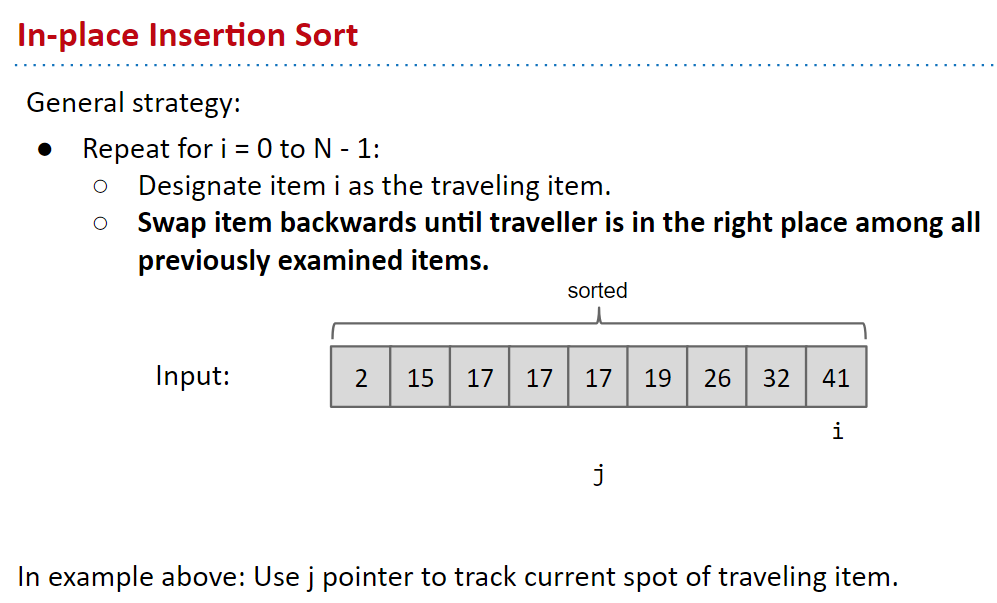 In-place Insertion Sort
General strategy:
● Repeat for i = 0 to N - 1:
○ Designate item i as the traveling item.
○ Swap item backwards until traveller is in the right place among all
previously examined items.
sorted
Input: 2 15 17 17 17 19 26 32 41
i
j
In example above: Use j pointer to track current spot of traveling item.